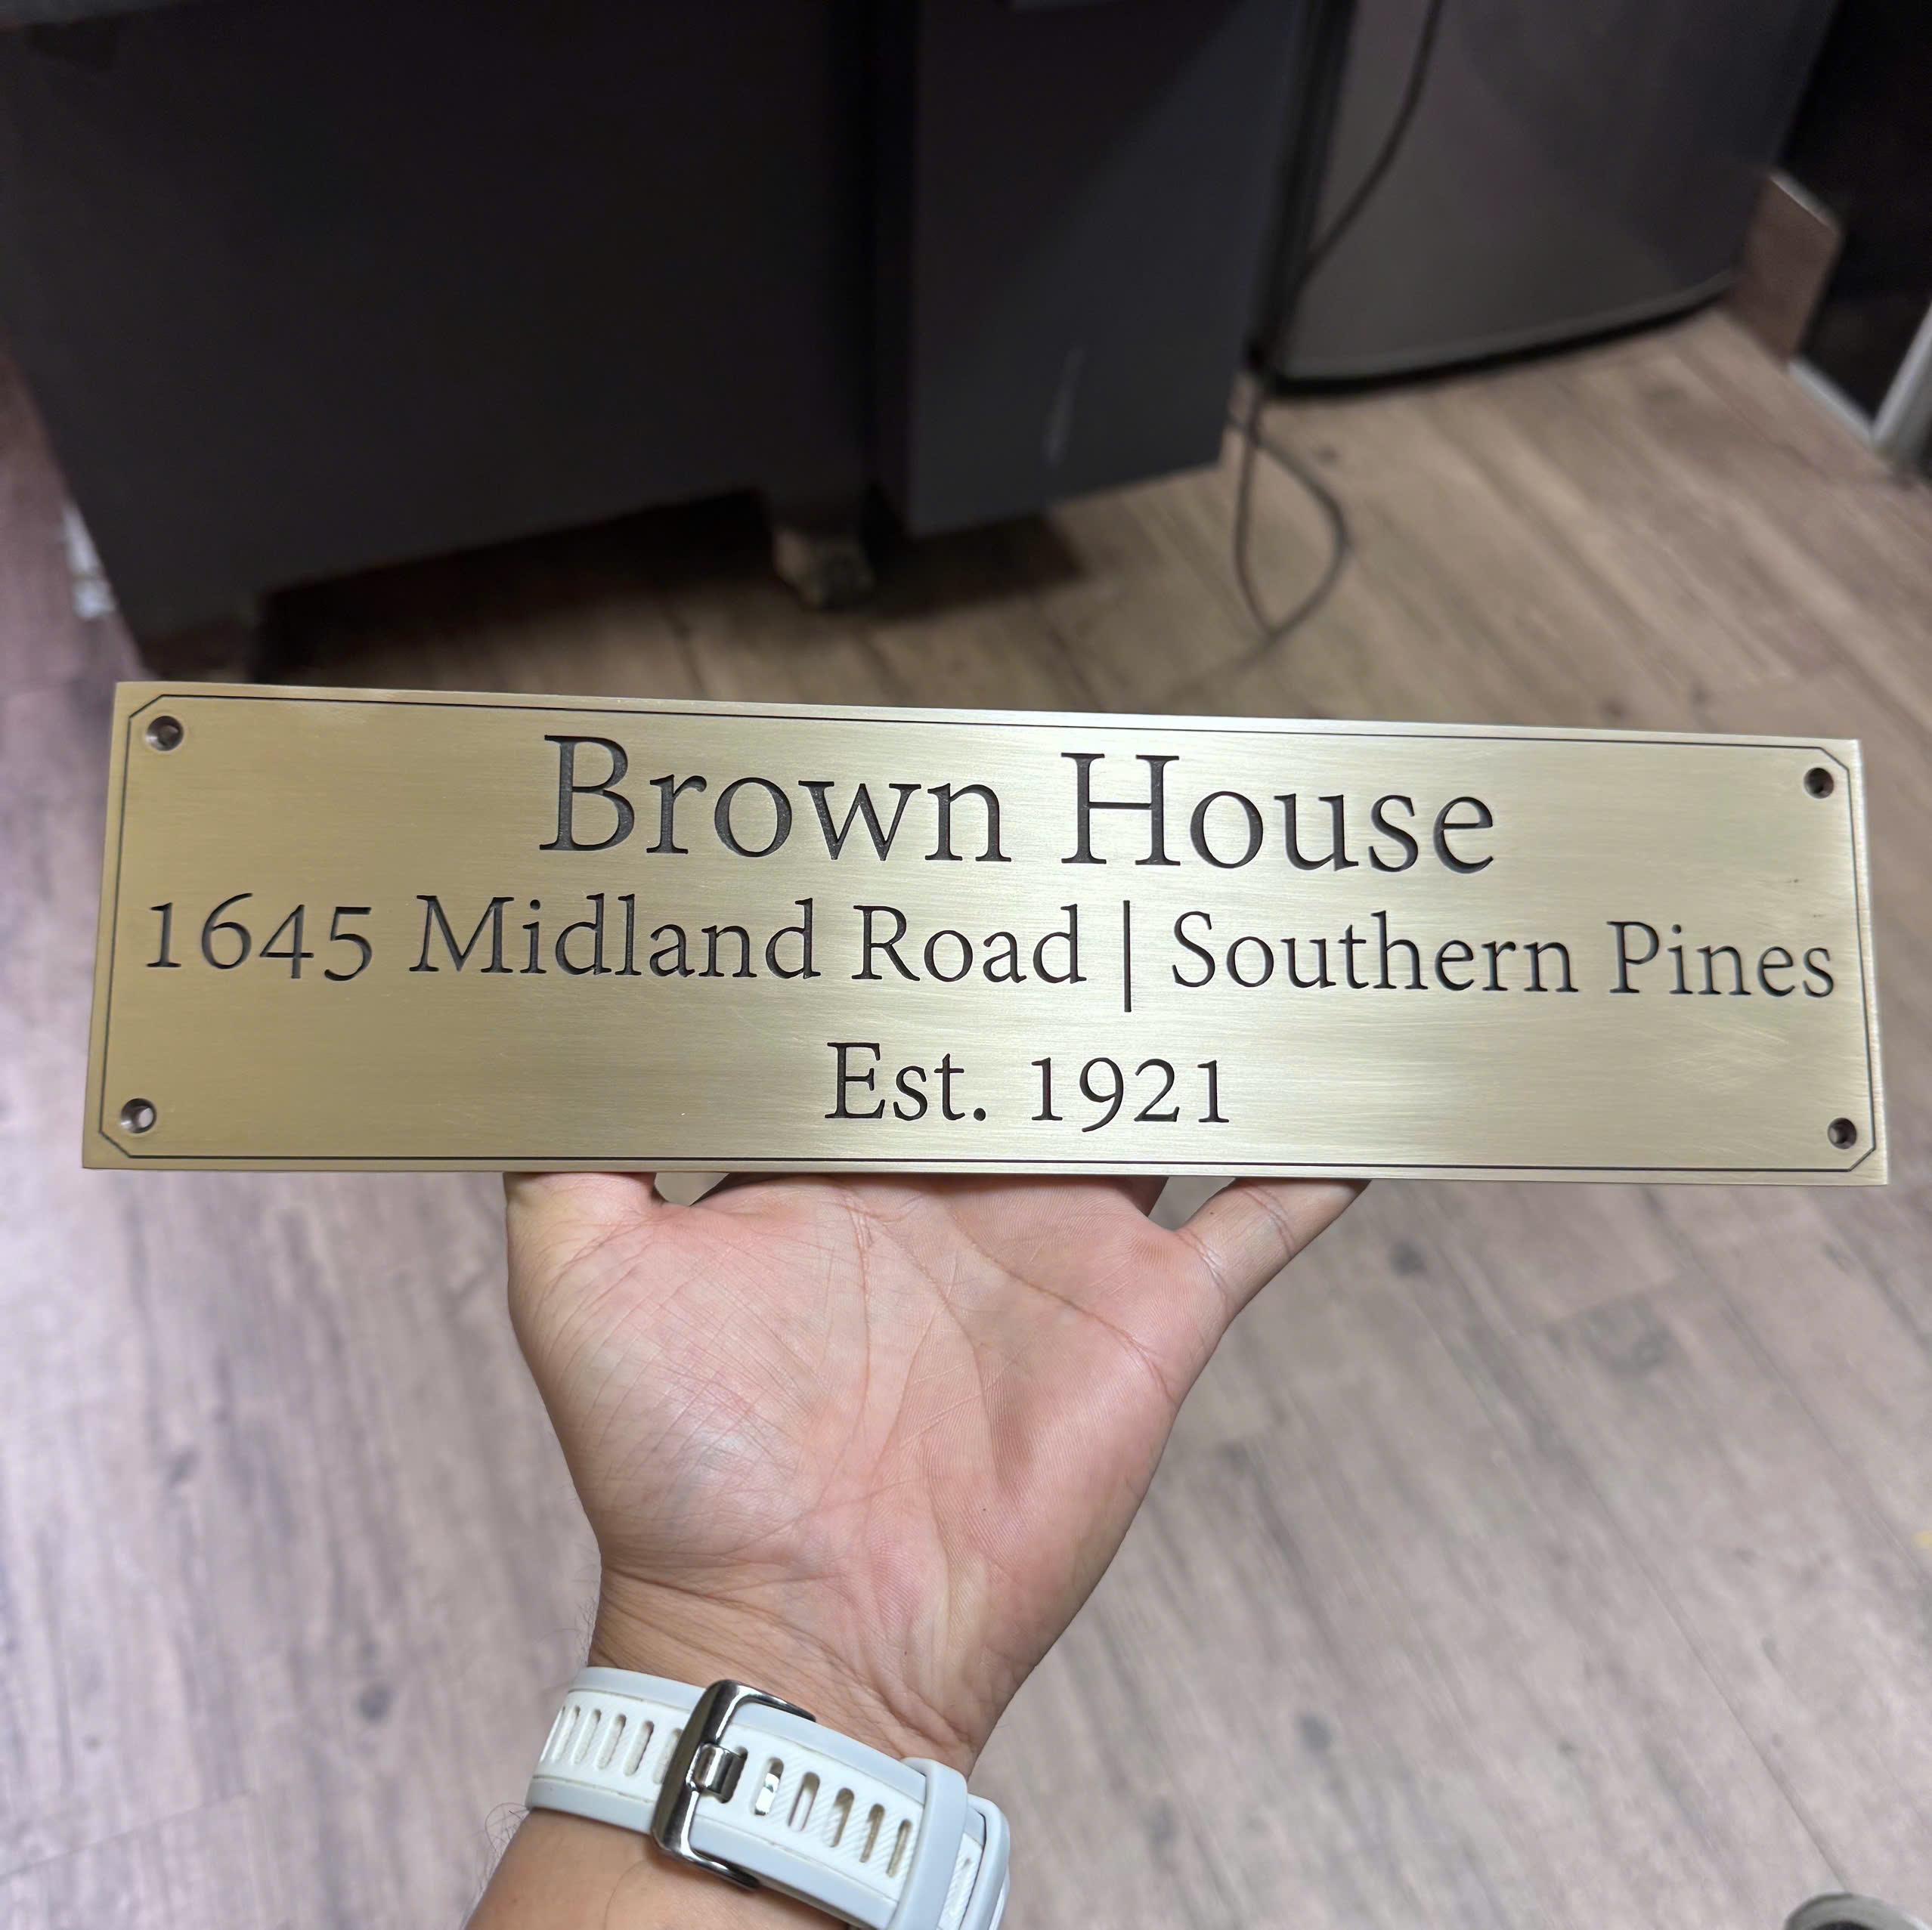 Brown House
1645 Midland Road | Southern Pines
Est. 1921